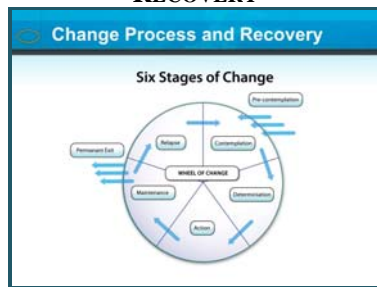 RECOVERY
Change Process and Recovery
Six Stages of Change
Pre-contemplation
Relapse
Contemplation
Permanant Exit
WHEEL OF CHANGE
Maintenance
Determination
Action